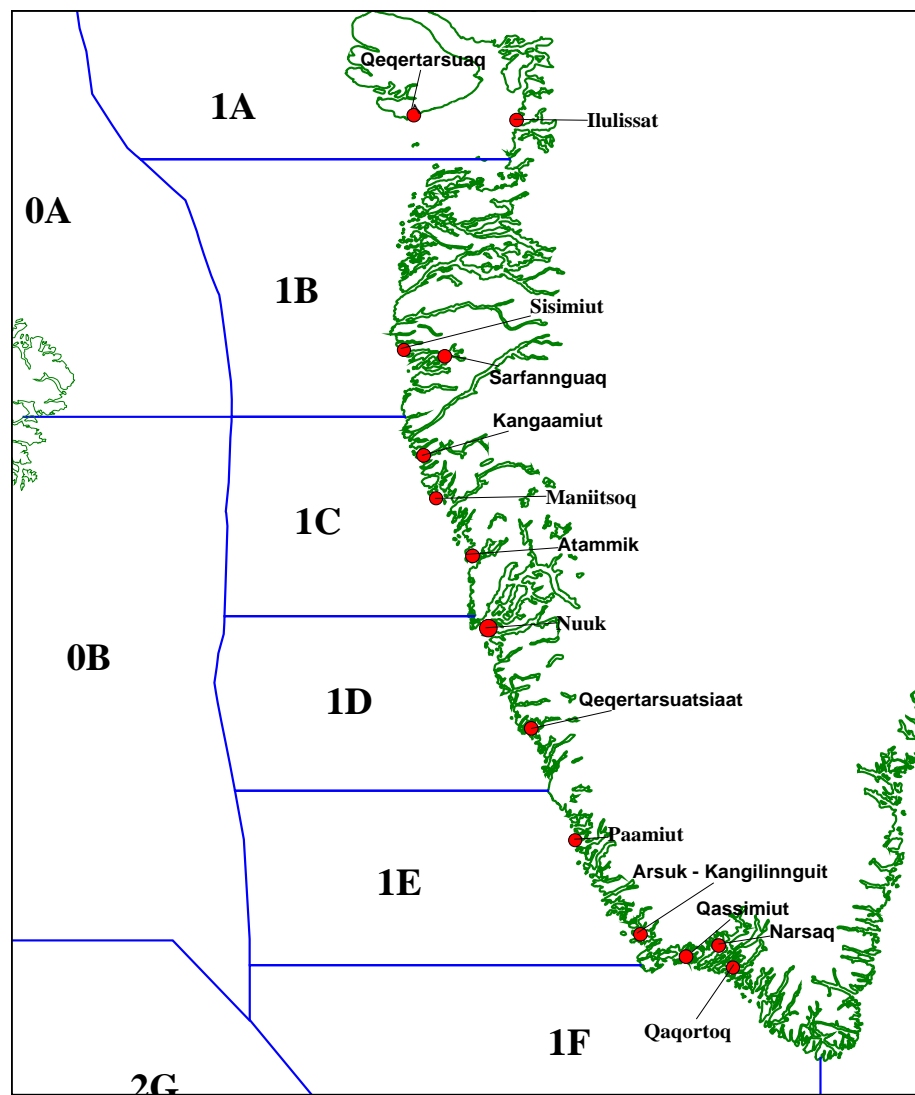 Qeqertarsuaq
1A
Ilulissat
0A
1B
Sisimiut
Sarfannguaq
Kangaamiut
Maniitsoq
1C
Atammik
Nuuk
0B
1D
Qeqertarsuatsiaat
Paamiut
1E
Arsuk - Kangilinnguit
Qassimiut
Narsaq
Qaqortoq
1F
2G